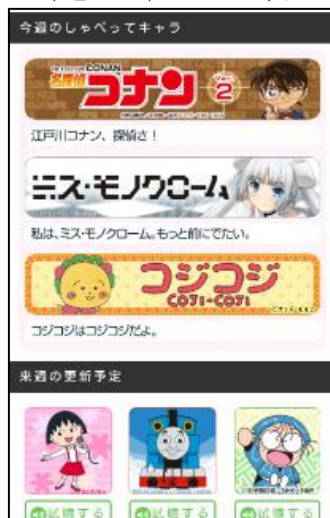 今週のしゃべってキャラ
CONAN
名探偵
コナン
Ver.
2
江戸川コナン、探偵さ！
ミス・モノクローム
私は、ミス・モノクローム。もっと前にでたい。
コジコジ
COJI-COJI
コジコジはコジコジだよ。
来週の更新予定
試聴する
試聴する
試聴する